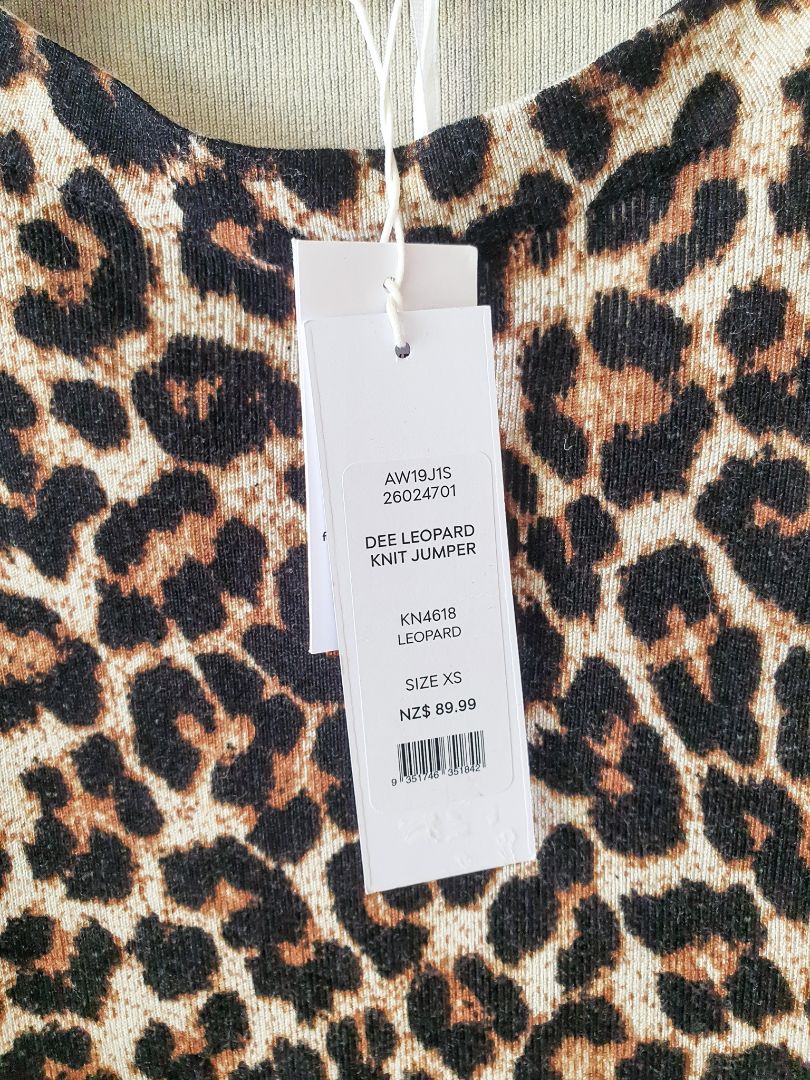 AW19J1S
26024701
DEE LEOPARD
KNIT JUMPER
KN4618
LEOPARD
SIZE XS
NZ$ 89.99
9 351746 351842
f